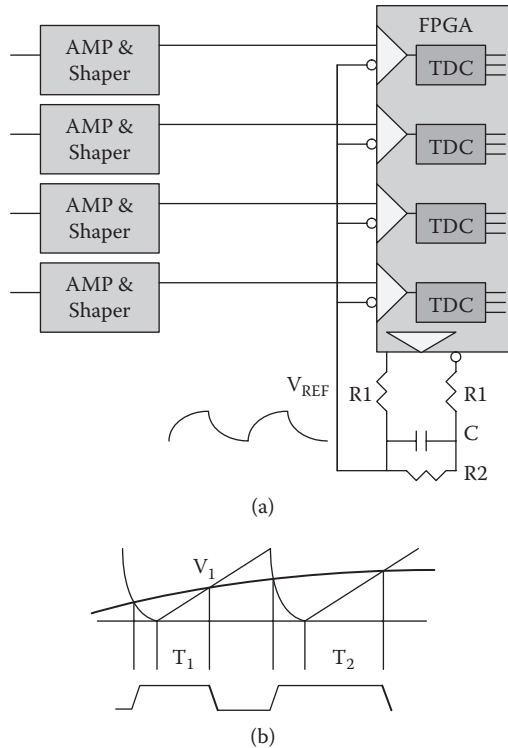 FPGA
AMP &
Shaper
TDC
AMP &
Shaper
TDC
AMP &
Shaper
TDC
AMP &
Shaper
TDC
VREF
R1
R1
C
R2
(a)
V1
T1
T2
(b)